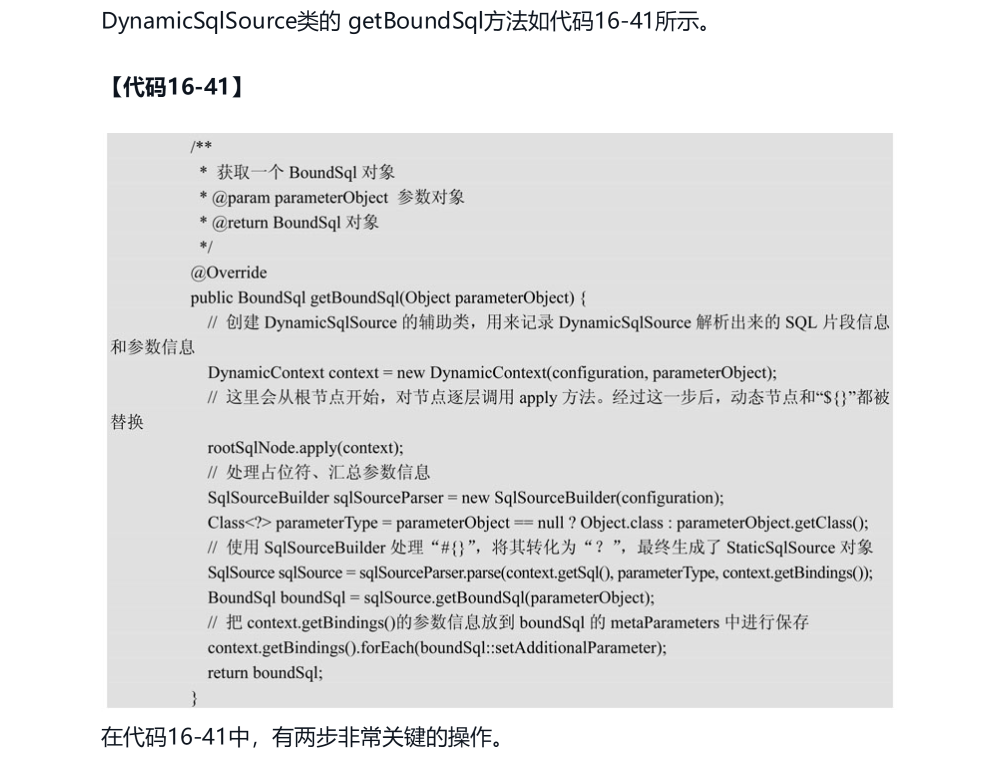 DynamicSqlSource类的 getBoundSql方法如代码16-41所示。
【代码16-41】
/**
* 获取一个 BoundSql 对象
* @param parameterObject 参数对象
* @return BoundSql 对象
*/
@Override
public BoundSql getBoundSql(Object parameterObject) {
// 创建 DynamicSqlSource 的辅助类，用来记录 DynamicSqlSource 解析出来的 SQL 片段信息
和参数信息
DynamicContext context = new DynamicContext(configuration, parameterObject);
// 这里会从根节点开始，对节点逐层调用 apply 方法。经过这一步后，动态节点和“${}”都被
替换
rootSqlNode.apply(context);
// 处理占位符、汇总参数信息
SqlSourceBuilder sqlSourceParser = new SqlSourceBuilder(configuration);
Class<?> parameterType = parameterObject == null ? Object.class : parameterObject.getClass();
// 使用 SqlSourceBuilder 处理“#{}”，将其转化为“？”，最终生成了 StaticSqlSource 对象
SqlSource sqlSource = sqlSourceParser.parse(context.getSql(), parameterType, context.getBindings());
BoundSql boundSql = sqlSource.getBoundSql(parameterObject);
// 把 context.getBindings()的参数信息放到 boundSql 的 metaParameters 中进行保存
context.getBindings().forEach(boundSql::setAdditionalParameter);
return boundSql;
}
在代码16-41中，有两步非常关键的操作。